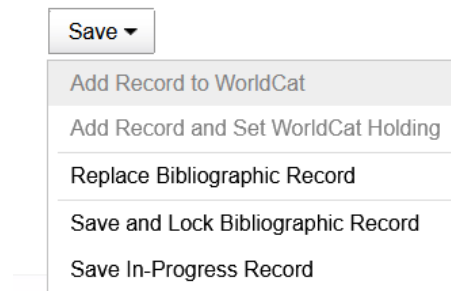 Save
Add Record to WorldCat
Add Record and Set WorldCat Holding
Replace Bibliographic Record
Save and Lock Bibliographic Record
Save In-Progress Record